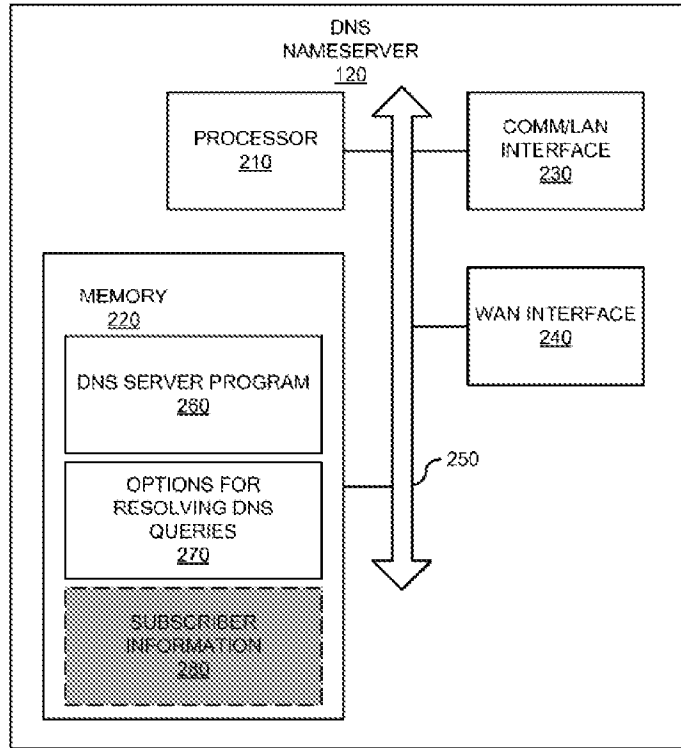 DNS
NAMESERVER
120
PROCESSOR
210
COMM/LAN
INTERFACE
230
MEMORY
220
WAN INTERFACE
240
DNS SERVER PROGRAM
260
250
OPTIONS FOR
RESOLVING DNS
QUERIES
270
SUBSCRIBER
INFORMATION
280